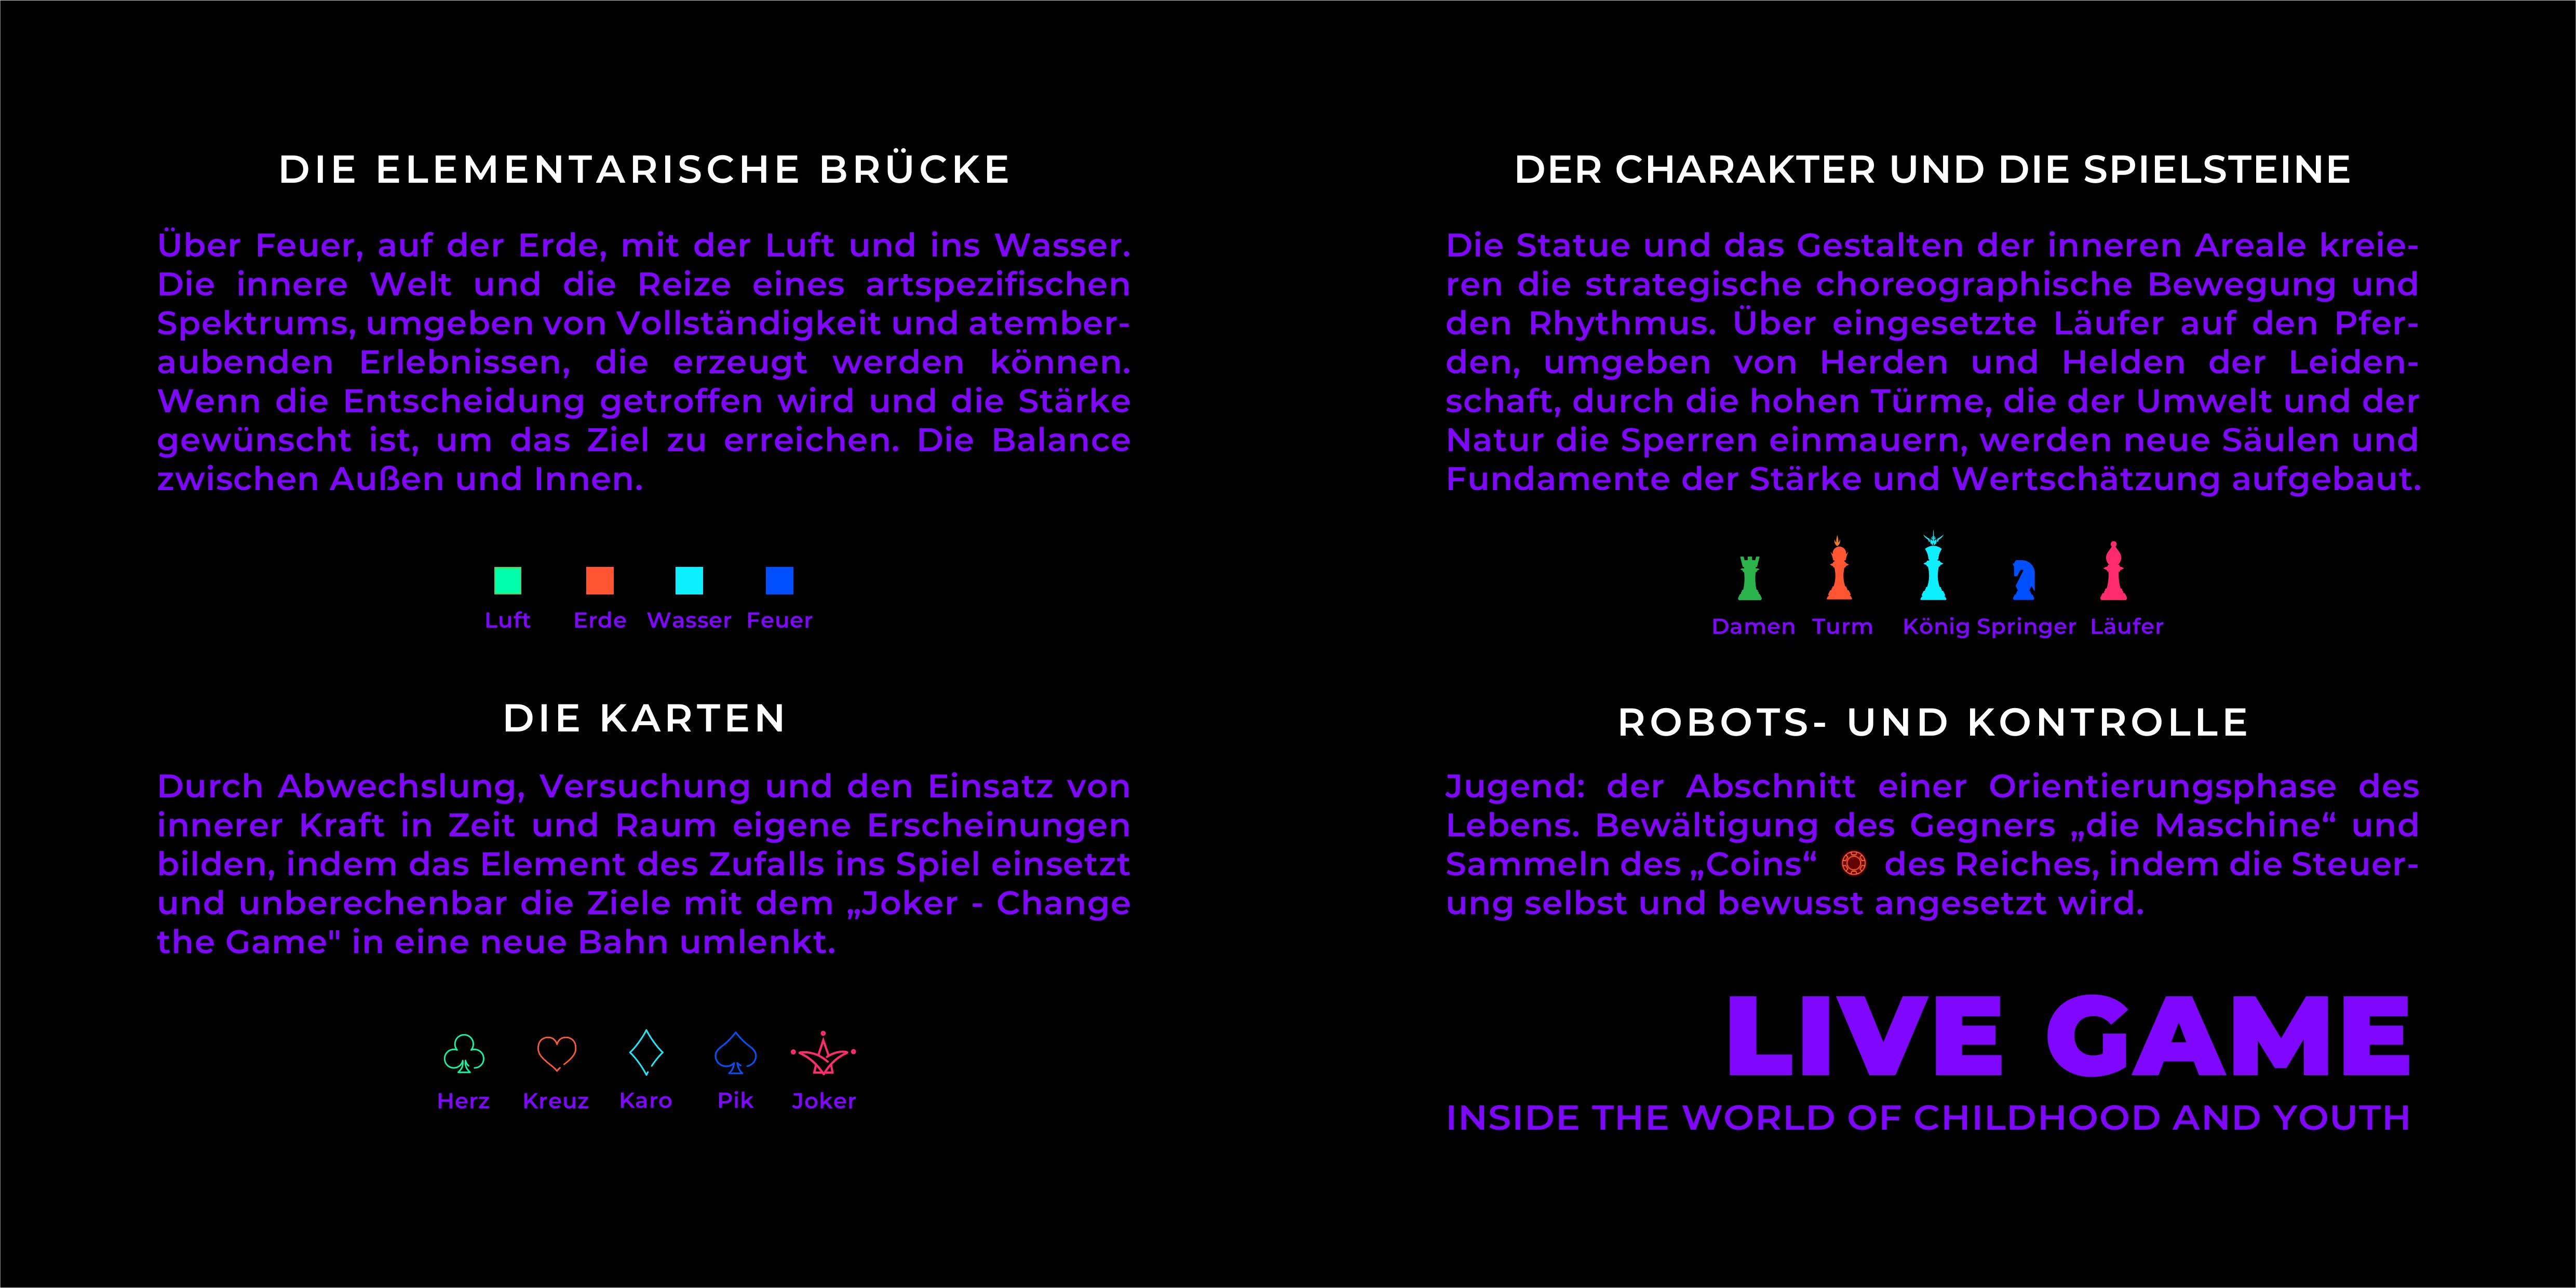 DIE ELEMENTARISCHE BRÜCKE
Über Feuer, auf der Erde, mit der Luft und ins Wasser.
Die innere Welt und die Reize eines artspezifischen
Spektrums, umgeben von Vollständigkeit und atember-
aubenden Erlebnissen, die erzeugt werden können.
Wenn die Entscheidung getroffen wird und die Stärke
gewünscht ist, um das Ziel zu erreichen. Die Balance
zwischen Außen und Innen.
Luft Erde Wasser Feuer
DIE KARTEN
Durch Abwechslung, Versuchung und den Einsatz von
innerer Kraft in Zeit und Raum eigene Erscheinungen
bilden, indem das Element des Zufalls ins Spiel einsetzt
und unberechenbar die Ziele mit dem „Joker - Change
the Game" in eine neue Bahn umlenkt.
Herz Kreuz Karo Pik Joker
DER CHARAKTER UND DIE SPIELSTEINE
Die Statue und das Gestalten der inneren Areale kreie-
ren die strategische choreographische Bewegung und
den Rhythmus. Über eingesetzte Läufer auf den Pfer-
den, umgeben von Herden und Helden der Leiden-
schaft, durch die hohen Türme, die der Umwelt und der
Natur die Sperren einmauern, werden neue Säulen und
Fundamente der Stärke und Wertschätzung aufgebaut.
Damen Turm König Springer Läufer
ROBOTS- UND KONTROLLE
Jugend: der Abschnitt einer Orientierungsphase des
Lebens. Bewältigung des Gegners „die Maschine“ und
Sammeln des „Coins“ des Reiches, indem die Steuer-
ung selbst und bewusst angesetzt wird.
LIVE GAME
INSIDE THE WORLD OF CHILDHOOD AND YOUTH